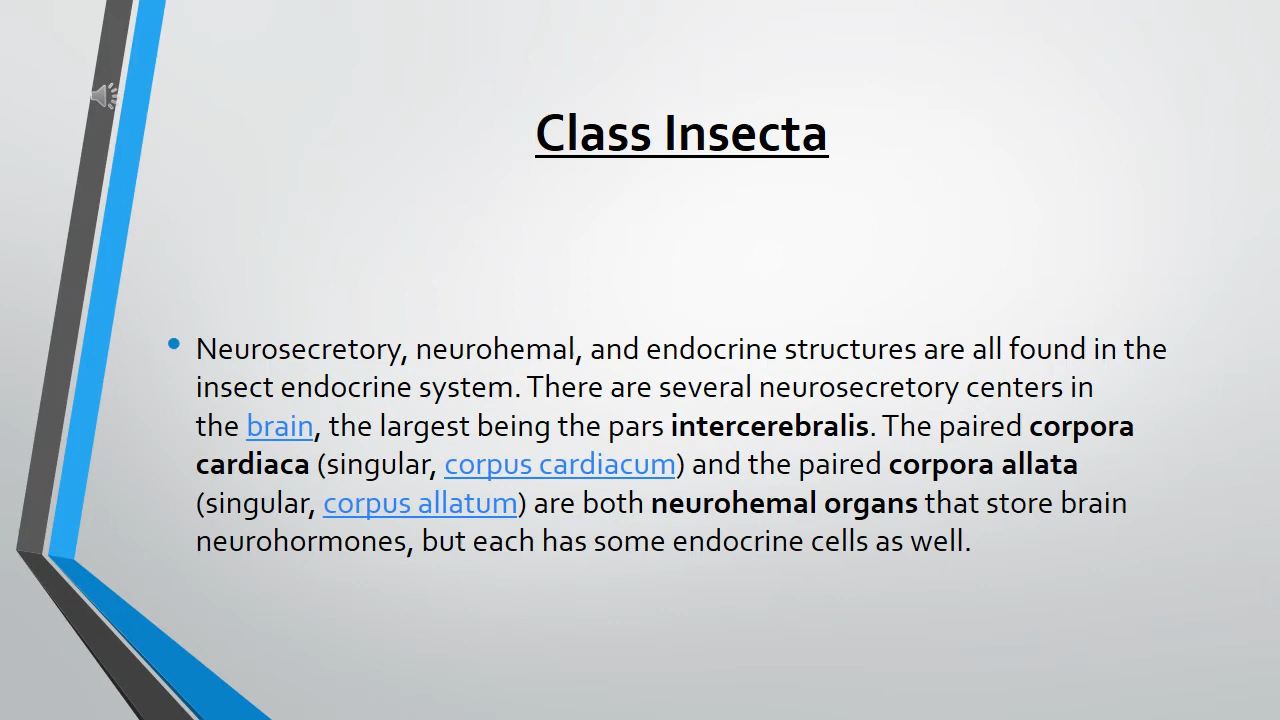 Class Insecta
Neurosecretory, neurohemal, and endocrine structures are all found in the
insect endocrine system. There are several neurosecretory centers in
the brain, the largest being the pars intercerebralis. The paired corpora
cardiaca (singular, corpus cardiacum) and the paired corpora allata
(singular, corpus allatum) are both neurohemal organs that store brain
neurohormones, but each has some endocrine cells as well.